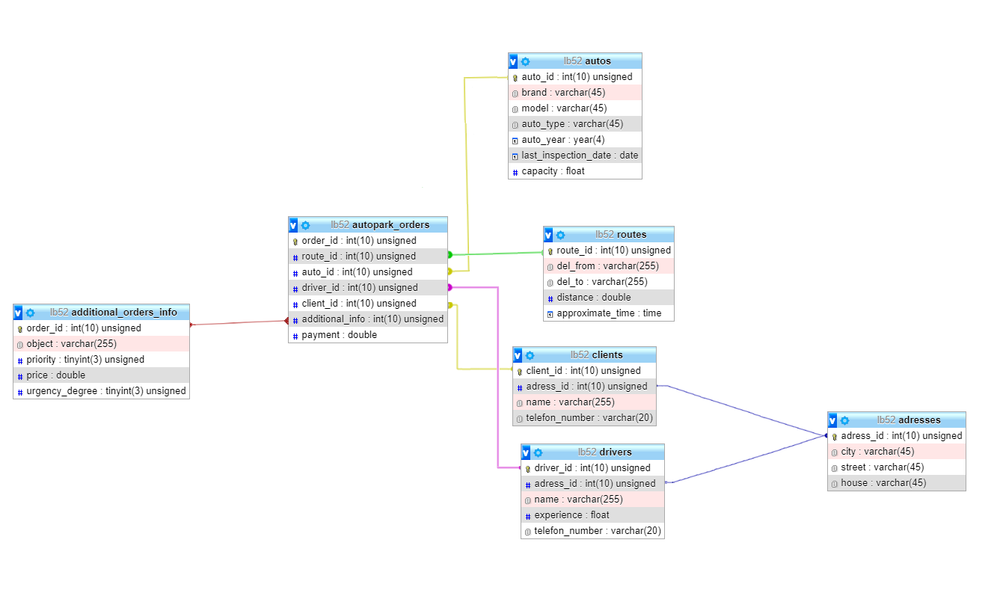 lb52 autos
auto_id : int(10) unsigned
brand : varchar(45)
model : varchar(45)
auto_type : varchar(45)
auto_year : year(4)
last_inspection_date : date
capacity : float
lb52 autopark_orders
order_id : int(10) unsigned
route_id : int(10) unsigned
auto_id : int(10) unsigned
driver_id : int(10) unsigned
client_id : int(10) unsigned
additional_info : int(10) unsigned
payment : double
lb52 routes
route_id : int(10) unsigned
del_from : varchar(255)
del_to : varchar(255)
distance : double
approximate_time : time
lb52 additional_orders_info
order_id : int(10) unsigned
object : varchar(255)
priority : tinyint(3) unsigned
price : double
urgency_degree : tinyint(3) unsigned
lb52 clients
client_id : int(10) unsigned
adress_id : int(10) unsigned
name : varchar(255)
telefon_number : varchar(20)
lb52 drivers
driver_id : int(10) unsigned
adress_id : int(10) unsigned
name : varchar(255)
experience : float
telefon_number : varchar(20)
lb52 adresses
adress_id : int(10) unsigned
city : varchar(45)
street : varchar(45)
house : varchar(45)